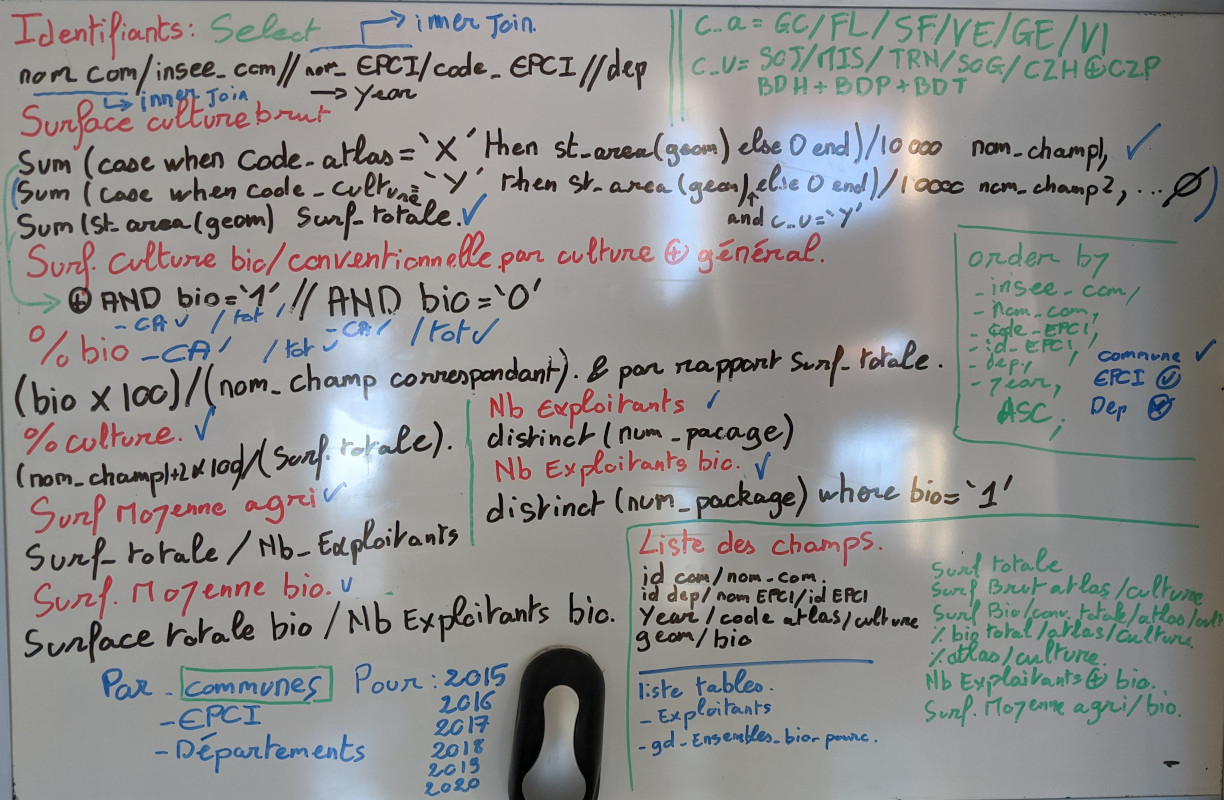 Identifiants: Select
inner Join.
nom com/insee_com//nom_EPCI/code_EPCI//dep
inner Join
→ year
c_a = GC/FL/SF/VE/GE/VI
c_u = SOJ/MIS/TRN/SOG/CZH⊕CZP
BDH + BDP + BDT
Surface culture brut
Sum (case when Code_atlas=`X' then st_area(geom) else 0 end)/10 000 nom_champ1, ✓
(Sum (case when code_culture=`Y' then st_area(geom) else 0 end)/10000 nom_champ2, ... Ø)
and c_u=`Y'
Sum (st_area(geom) Surf_totale. ✓
Surf. culture bio/conventionnelle par culture ⊕ général.
⊕ AND bio=`1' // AND bio=`0'
- CA ✓ / tot ✓ - CA ✓ / tot ✓
% bio - CA ✓ / tot ✓
(bio x 100)/(nom_champ correspondant). & par rapport Surf_totale.
% culture. ✓
(nom_champ1+2 x 100)/(Surf. totale).
Surf Moyenne agri ✓
Surf_totale / Nb_Exploitants
Surf. Moyenne bio. ✓
Surface totale bio / Nb Exploitants bio.
Nb Exploitants ✓
distinct (num_pacage)
Nb Exploitants bio. ✓
distinct (num_package) where bio=`1'
order by
- insee_com,
- nom_com,
- code_EPCI,
- id_EPCI,
- dep,
- year,
ASC;
commune ✓
EPCI ✓
Dep ✓
Liste des champs.
id com/nom_com.
id dep/nom EPCI/id EPCI
Year/code atlas/culture
geom/bio
Surf totale
Surf Brut atlas/culture
Surf Bio/conv. totale/atlas/cult
% bio total/atlas/culture.
% atlas/culture.
Nb Exploitants ⊕ bio.
Surf. Moyenne agri/bio.
liste tables.
- Exploitants
- gd_Ensembles_bio_pourc.
Par - communes
- EPCI
- Départements
Pour : 2015
2016
2017
2018
2019
2020